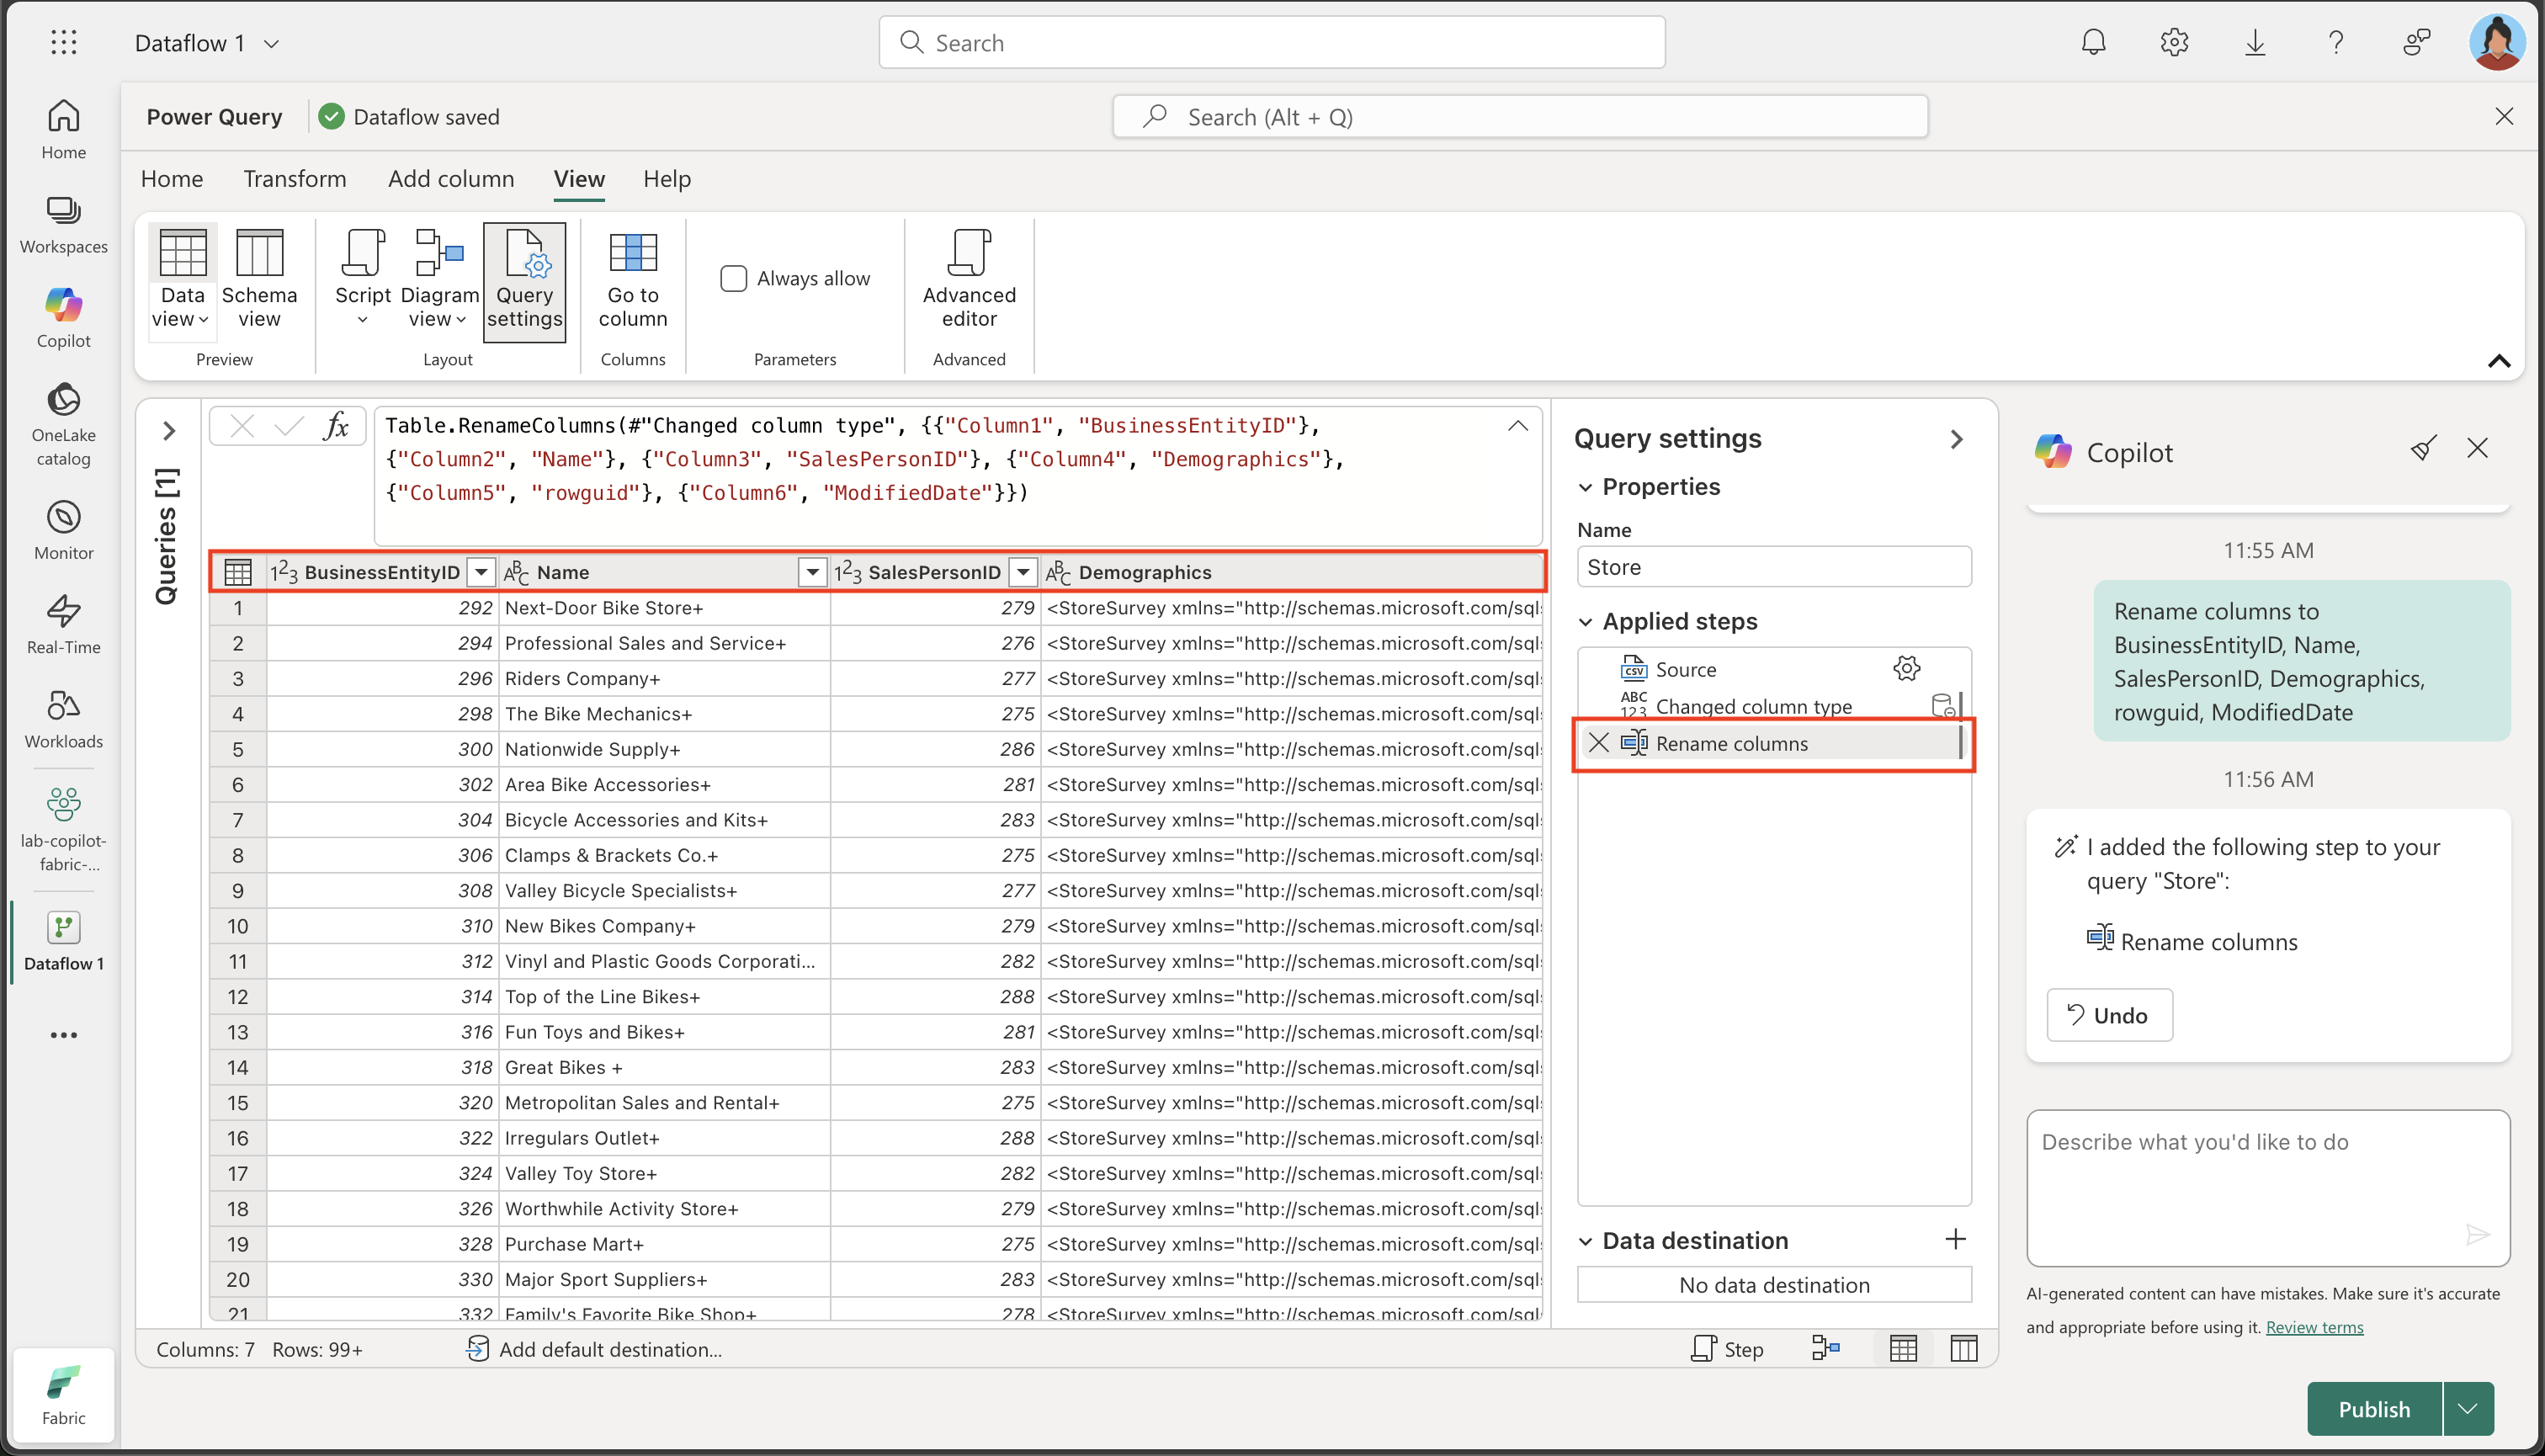 Dataflow 1
Search
Home
Workspaces
Copilot
OneLake
catalog
Monitor
Real-Time
Workloads
lab-copilot-
fabric-...
Dataflow 1
Fabric
Power Query
Dataflow saved
Search (Alt + Q)
Home Transform Add column View Help
Data
view
Schema
view
Preview
Script
Diagram
view
Query
settings
Layout
Go to
column
Columns
Always allow
Parameters
Advanced
editor
Advanced
Queries [1]
fx
Table.RenameColumns(#"Changed column type", {{"Column1", "BusinessEntityID"},
{"Column2", "Name"}, {"Column3", "SalesPersonID"}, {"Column4", "Demographics"},
{"Column5", "rowguid"}, {"Column6", "ModifiedDate"}})
123 BusinessEntityID ABC Name 123 SalesPersonID ABC Demographics
1 292 Next-Door Bike Store+ 279 <StoreSurvey xmlns="http://schemas.microsoft.com/sql
2 294 Professional Sales and Service+ 276 <StoreSurvey xmlns="http://schemas.microsoft.com/sql
3 296 Riders Company+ 277 <StoreSurvey xmlns="http://schemas.microsoft.com/sql
4 298 The Bike Mechanics+ 275 <StoreSurvey xmlns="http://schemas.microsoft.com/sql
5 300 Nationwide Supply+ 286 <StoreSurvey xmlns="http://schemas.microsoft.com/sql
6 302 Area Bike Accessories+ 281 <StoreSurvey xmlns="http://schemas.microsoft.com/sql
7 304 Bicycle Accessories and Kits+ 283 <StoreSurvey xmlns="http://schemas.microsoft.com/sql
8 306 Clamps & Brackets Co.+ 275 <StoreSurvey xmlns="http://schemas.microsoft.com/sql
9 308 Valley Bicycle Specialists+ 277 <StoreSurvey xmlns="http://schemas.microsoft.com/sql
10 310 New Bikes Company+ 279 <StoreSurvey xmlns="http://schemas.microsoft.com/sql
11 312 Vinyl and Plastic Goods Corporati... 282 <StoreSurvey xmlns="http://schemas.microsoft.com/sql
12 314 Top of the Line Bikes+ 288 <StoreSurvey xmlns="http://schemas.microsoft.com/sql
13 316 Fun Toys and Bikes+ 281 <StoreSurvey xmlns="http://schemas.microsoft.com/sql
14 318 Great Bikes + 283 <StoreSurvey xmlns="http://schemas.microsoft.com/sql
15 320 Metropolitan Sales and Rental+ 275 <StoreSurvey xmlns="http://schemas.microsoft.com/sql
16 322 Irregulars Outlet+ 288 <StoreSurvey xmlns="http://schemas.microsoft.com/sql
17 324 Valley Toy Store+ 282 <StoreSurvey xmlns="http://schemas.microsoft.com/sql
18 326 Worthwhile Activity Store+ 279 <StoreSurvey xmlns="http://schemas.microsoft.com/sql
19 328 Purchase Mart+ 275 <StoreSurvey xmlns="http://schemas.microsoft.com/sql
20 330 Major Sport Suppliers+ 283 <StoreSurvey xmlns="http://schemas.microsoft.com/sql
21 332 Family's Favorite Bike Shop+ 278 <StoreSurvey xmlns="http://schemas.microsoft.com/sql
Columns: 7 Rows: 99+ Add default destination... Step
Query settings
Properties
Name
Store
Applied steps
CSV Source
ABC
123 Changed column type
Rename columns
Data destination
No data destination
Copilot
11:55 AM
Rename columns to
BusinessEntityID, Name,
SalesPersonID, Demographics,
rowguid, ModifiedDate
11:56 AM
I added the following step to your
query "Store":
Rename columns
Undo
Describe what you'd like to do
AI-generated content can have mistakes. Make sure it's accurate
and appropriate before using it. Review terms
Publish